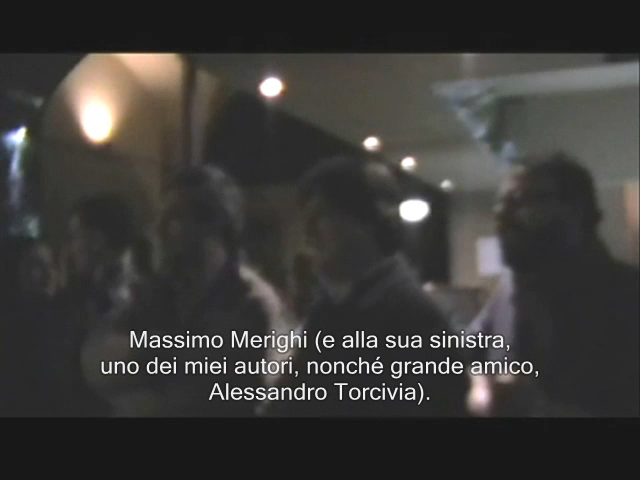 Massimo Merighi (e alla sua sinistra,
uno dei miei autori, nonché grande amico,
Alessandro Torcivia).